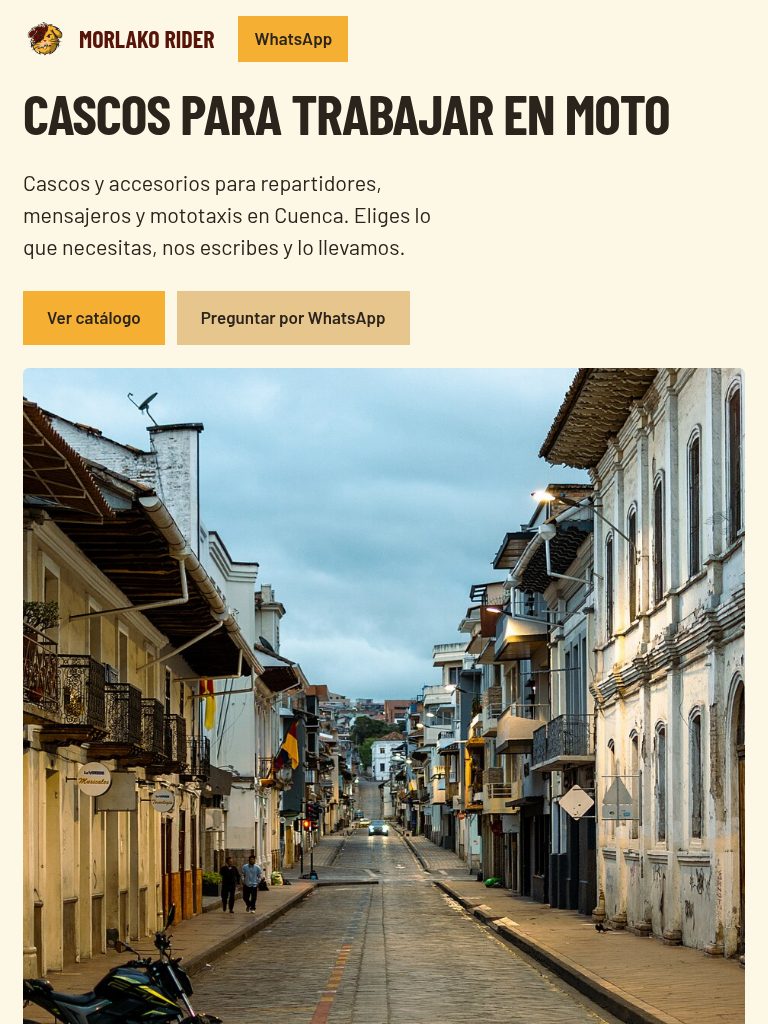 MORLAKO RIDER
WhatsApp
CASCOS PARA TRABAJAR EN MOTO
Cascos y accesorios para repartidores,
mensajeros y mototaxis en Cuenca. Eliges lo
que necesitas, nos escribes y lo llevamos.
Ver catálogo
Preguntar por WhatsApp